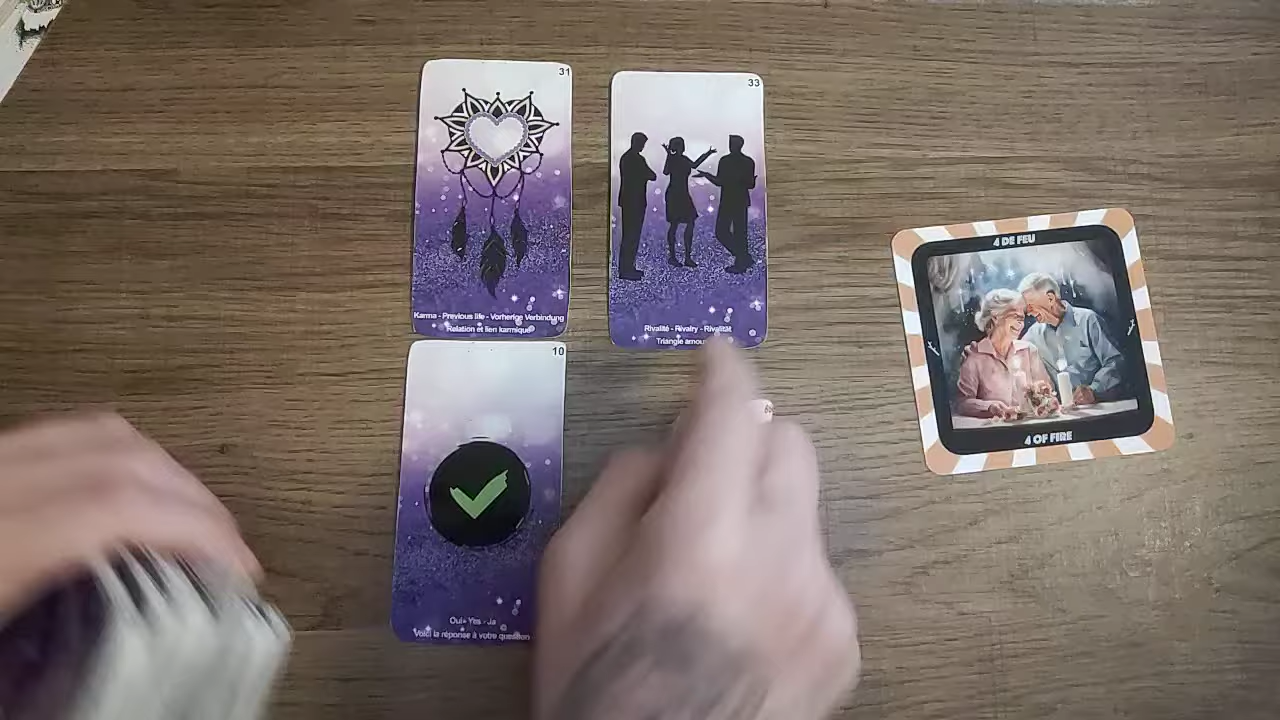 31
Karma - Previous life - Vorherige Verbindung
Relation et lien karmique
33
Rivalité - Rivalry - Rivalität
Triangle
10
Oui - Yes - Ja
Voici la réponse à votre question
4 DE FEU
4 OF FIRE